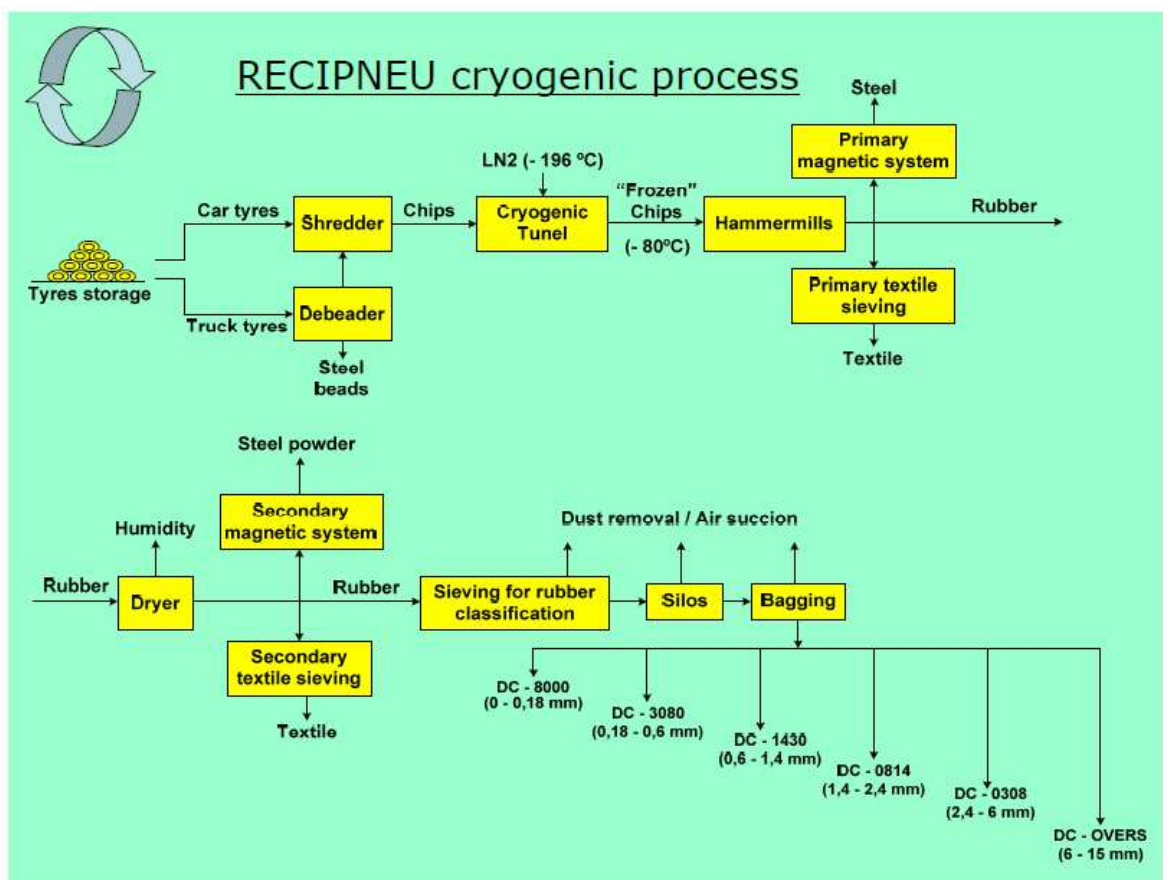 RECIPNEU cryogenic process
Steel
Primary
magnetic system
LN2 (- 196 ºC)
"Frozen"
Chips
(- 80ºC)
Car tyres
Shredder
Chips
Cryogenic
Tunel
Hammermills
Rubber
Tyres storage
Truck tyres
Debeader
Primary textile
sieving
Steel
beads
Textile
Steel powder
Secondary
magnetic system
Humidity
Dust removal / Air succion
Rubber
Dryer
Rubber
Sieving for rubber
classification
Silos
Bagging
Secondary
textile sieving
Textile
DC - 8000
(0 - 0,18 mm)
DC - 3080
(0,18 - 0,6 mm)
DC - 1430
(0,6 - 1,4 mm)
DC - 0814
(1,4 - 2,4 mm)
DC - 0308
(2,4 - 6 mm)
DC - OVERS
(6 - 15 mm)